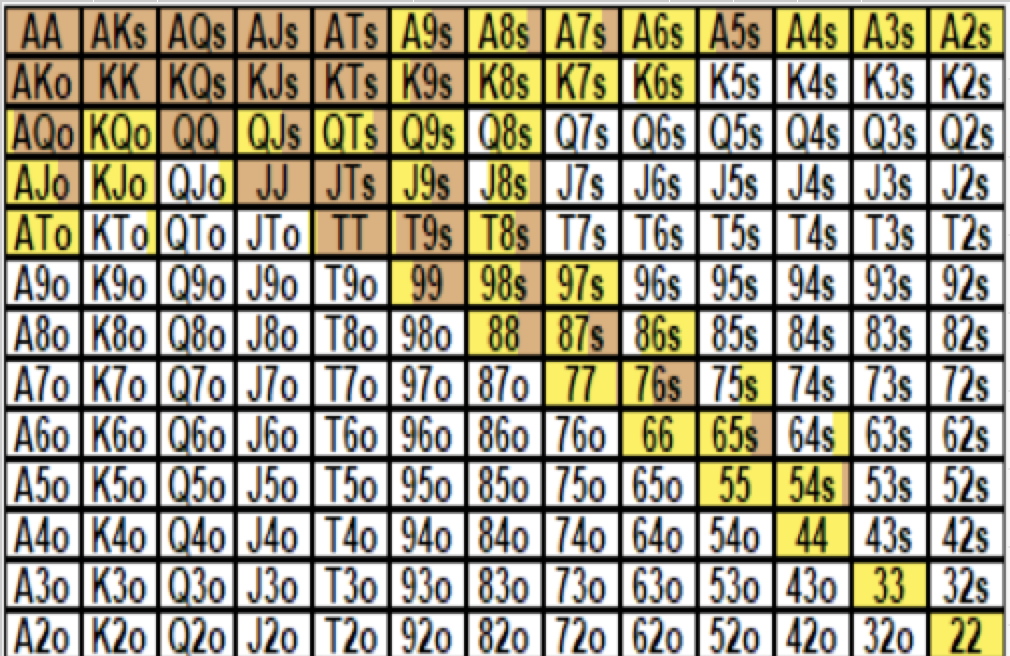 AA AKs AQs AJs ATs A9s A8s A7s A6s A5s A4s A3s A2s
AKo KK KQs KJs KTs K9s K8s K7s K6s K5s K4s K3s K2s
AQo KQo QQ QJs QTs Q9s Q8s Q7s Q6s Q5s Q4s Q3s Q2s
AJo KJo QJo JJ JTs J9s J8s J7s J6s J5s J4s J3s J2s
ATo KTo QTo JTo TT T9s T8s T7s T6s T5s T4s T3s T2s
A9o K9o Q9o J9o T9o 99 98s 97s 96s 95s 94s 93s 92s
A8o K8o Q8o J8o T8o 98o 88 87s 86s 85s 84s 83s 82s
A7o K7o Q7o J7o T7o 97o 87o 77 76s 75s 74s 73s 72s
A6o K6o Q6o J6o T6o 96o 86o 76o 66 65s 64s 63s 62s
A5o K5o Q5o J5o T5o 95o 85o 75o 65o 55 54s 53s 52s
A4o K4o Q4o J4o T4o 94o 84o 74o 64o 54o 44 43s 42s
A3o K3o Q3o J3o T3o 93o 83o 73o 63o 53o 43o 33 32s
A2o K2o Q2o J2o T2o 92o 82o 72o 62o 52o 42o 32o 22